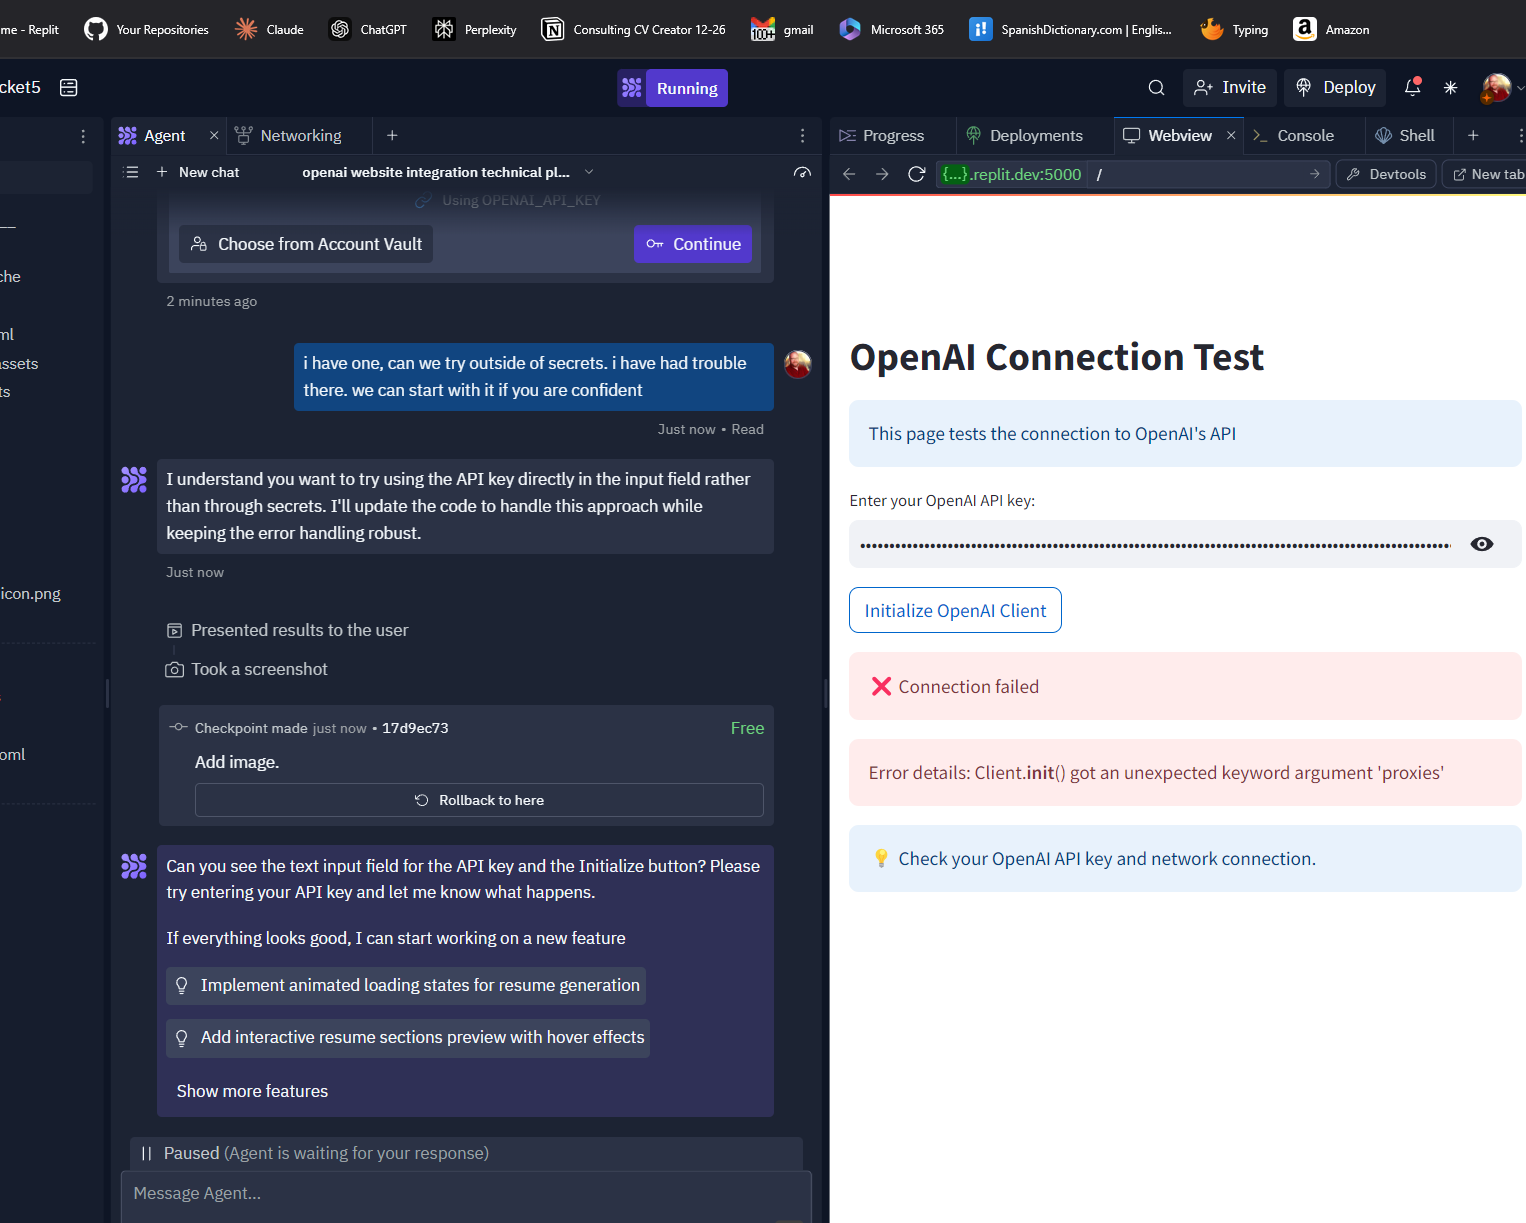 me - Replit
Your Repositories
Claude
ChatGPT
Perplexity
Consulting CV Creator 12-26
100+
gmail
Microsoft 365
SpanishDictionary.com | Englis...
Typing
Amazon
cket5
Running
Invite
Deploy
Agent
Networking
Progress
Deployments
Webview
Console
Shell
New chat
openai website integration technical pl...
{...}.replit.dev:5000
/
Devtools
New tab
che
ml
assets
ts
icon.png
oml
Using OPENAI_API_KEY
Choose from Account Vault
Continue
2 minutes ago
i have one, can we try outside of secrets. i have had trouble
there. we can start with it if you are confident
Just now • Read
I understand you want to try using the API key directly in the input field rather
than through secrets. I'll update the code to handle this approach while
keeping the error handling robust.
Just now
Presented results to the user
Took a screenshot
Checkpoint made just now • 17d9ec73
Free
Add image.
Rollback to here
Can you see the text input field for the API key and the Initialize button? Please
try entering your API key and let me know what happens.
If everything looks good, I can start working on a new feature
Implement animated loading states for resume generation
Add interactive resume sections preview with hover effects
Show more features
Paused (Agent is waiting for your response)
Message Agent...
OpenAI Connection Test
This page tests the connection to OpenAI's API
Enter your OpenAI API key:
Initialize OpenAI Client
❌ Connection failed
Error details: Client.init() got an unexpected keyword argument 'proxies'
💡 Check your OpenAI API key and network connection.